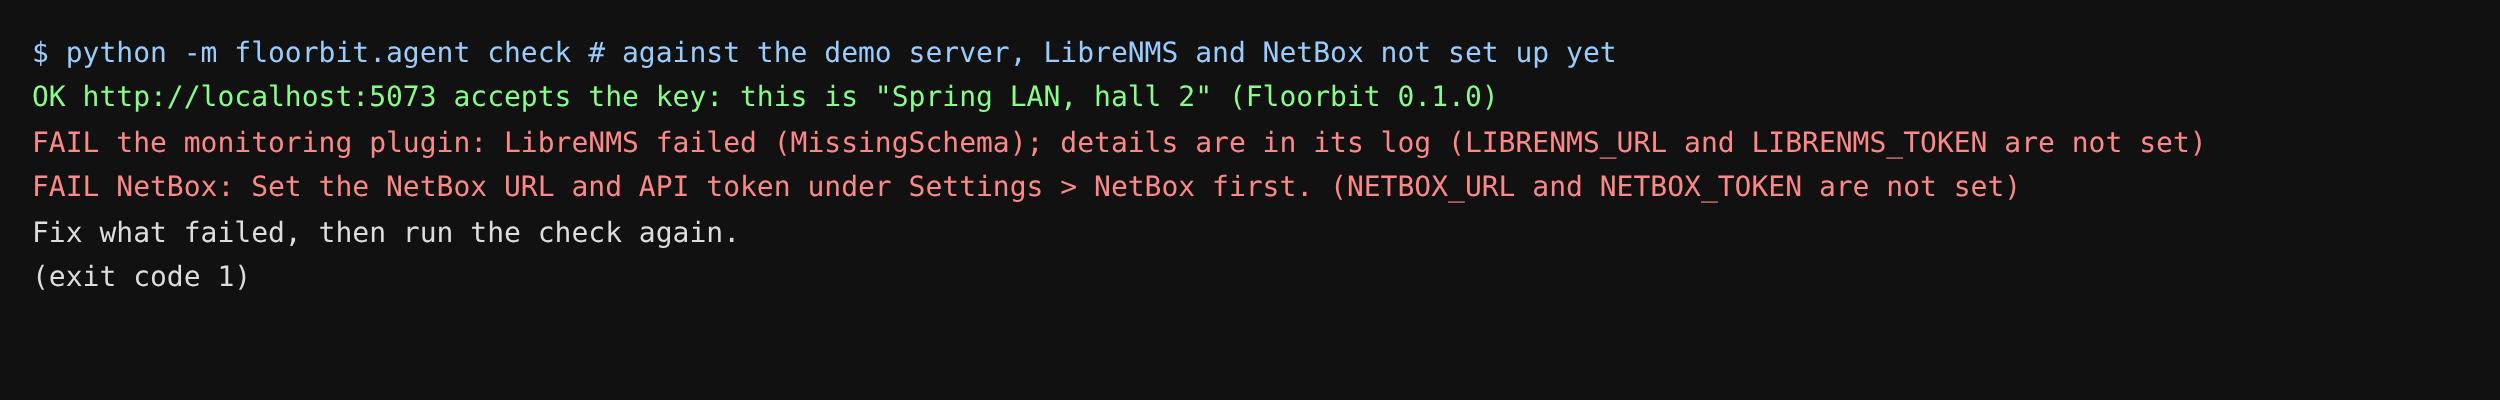 $ python -m floorbit.agent check # against the demo server, LibreNMS and NetBox not set up yet
OK http://localhost:5073 accepts the key: this is "Spring LAN, hall 2" (Floorbit 0.1.0)
FAIL the monitoring plugin: LibreNMS failed (MissingSchema); details are in its log (LIBRENMS_URL and LIBRENMS_TOKEN are not set)
FAIL NetBox: Set the NetBox URL and API token under Settings > NetBox first. (NETBOX_URL and NETBOX_TOKEN are not set)
Fix what failed, then run the check again.
(exit code 1)